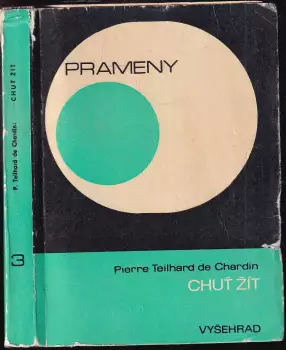 P. Teilhard de Chardin: CHUŤ ŽÍT
3
PRAMENY
Pierre Teilhard de Chardin
CHUŤ ŽÍT
VYŠEHRAD